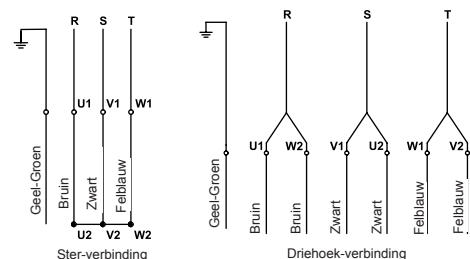 R S T
U1 V1 W1
Geel-Groen Bruin Zwart Felblauw
U2 V2 W2
Ster-verbinding
R S T
U1 W2 V1 U2 W1 V2
Geel-Groen Bruin Bruin Zwart Zwart Felblauw Felblauw
Driehoek-verbinding